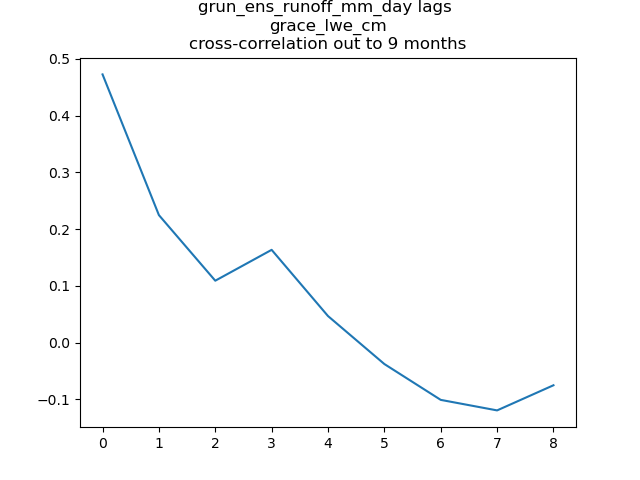 grun_ens_runoff_mm_day lags
grace_lwe_cm
cross-correlation out to 9 months
0.5
0.4
0.3
0.2
0.1
0.0
−0.1
0 1 2 3 4 5 6 7 8